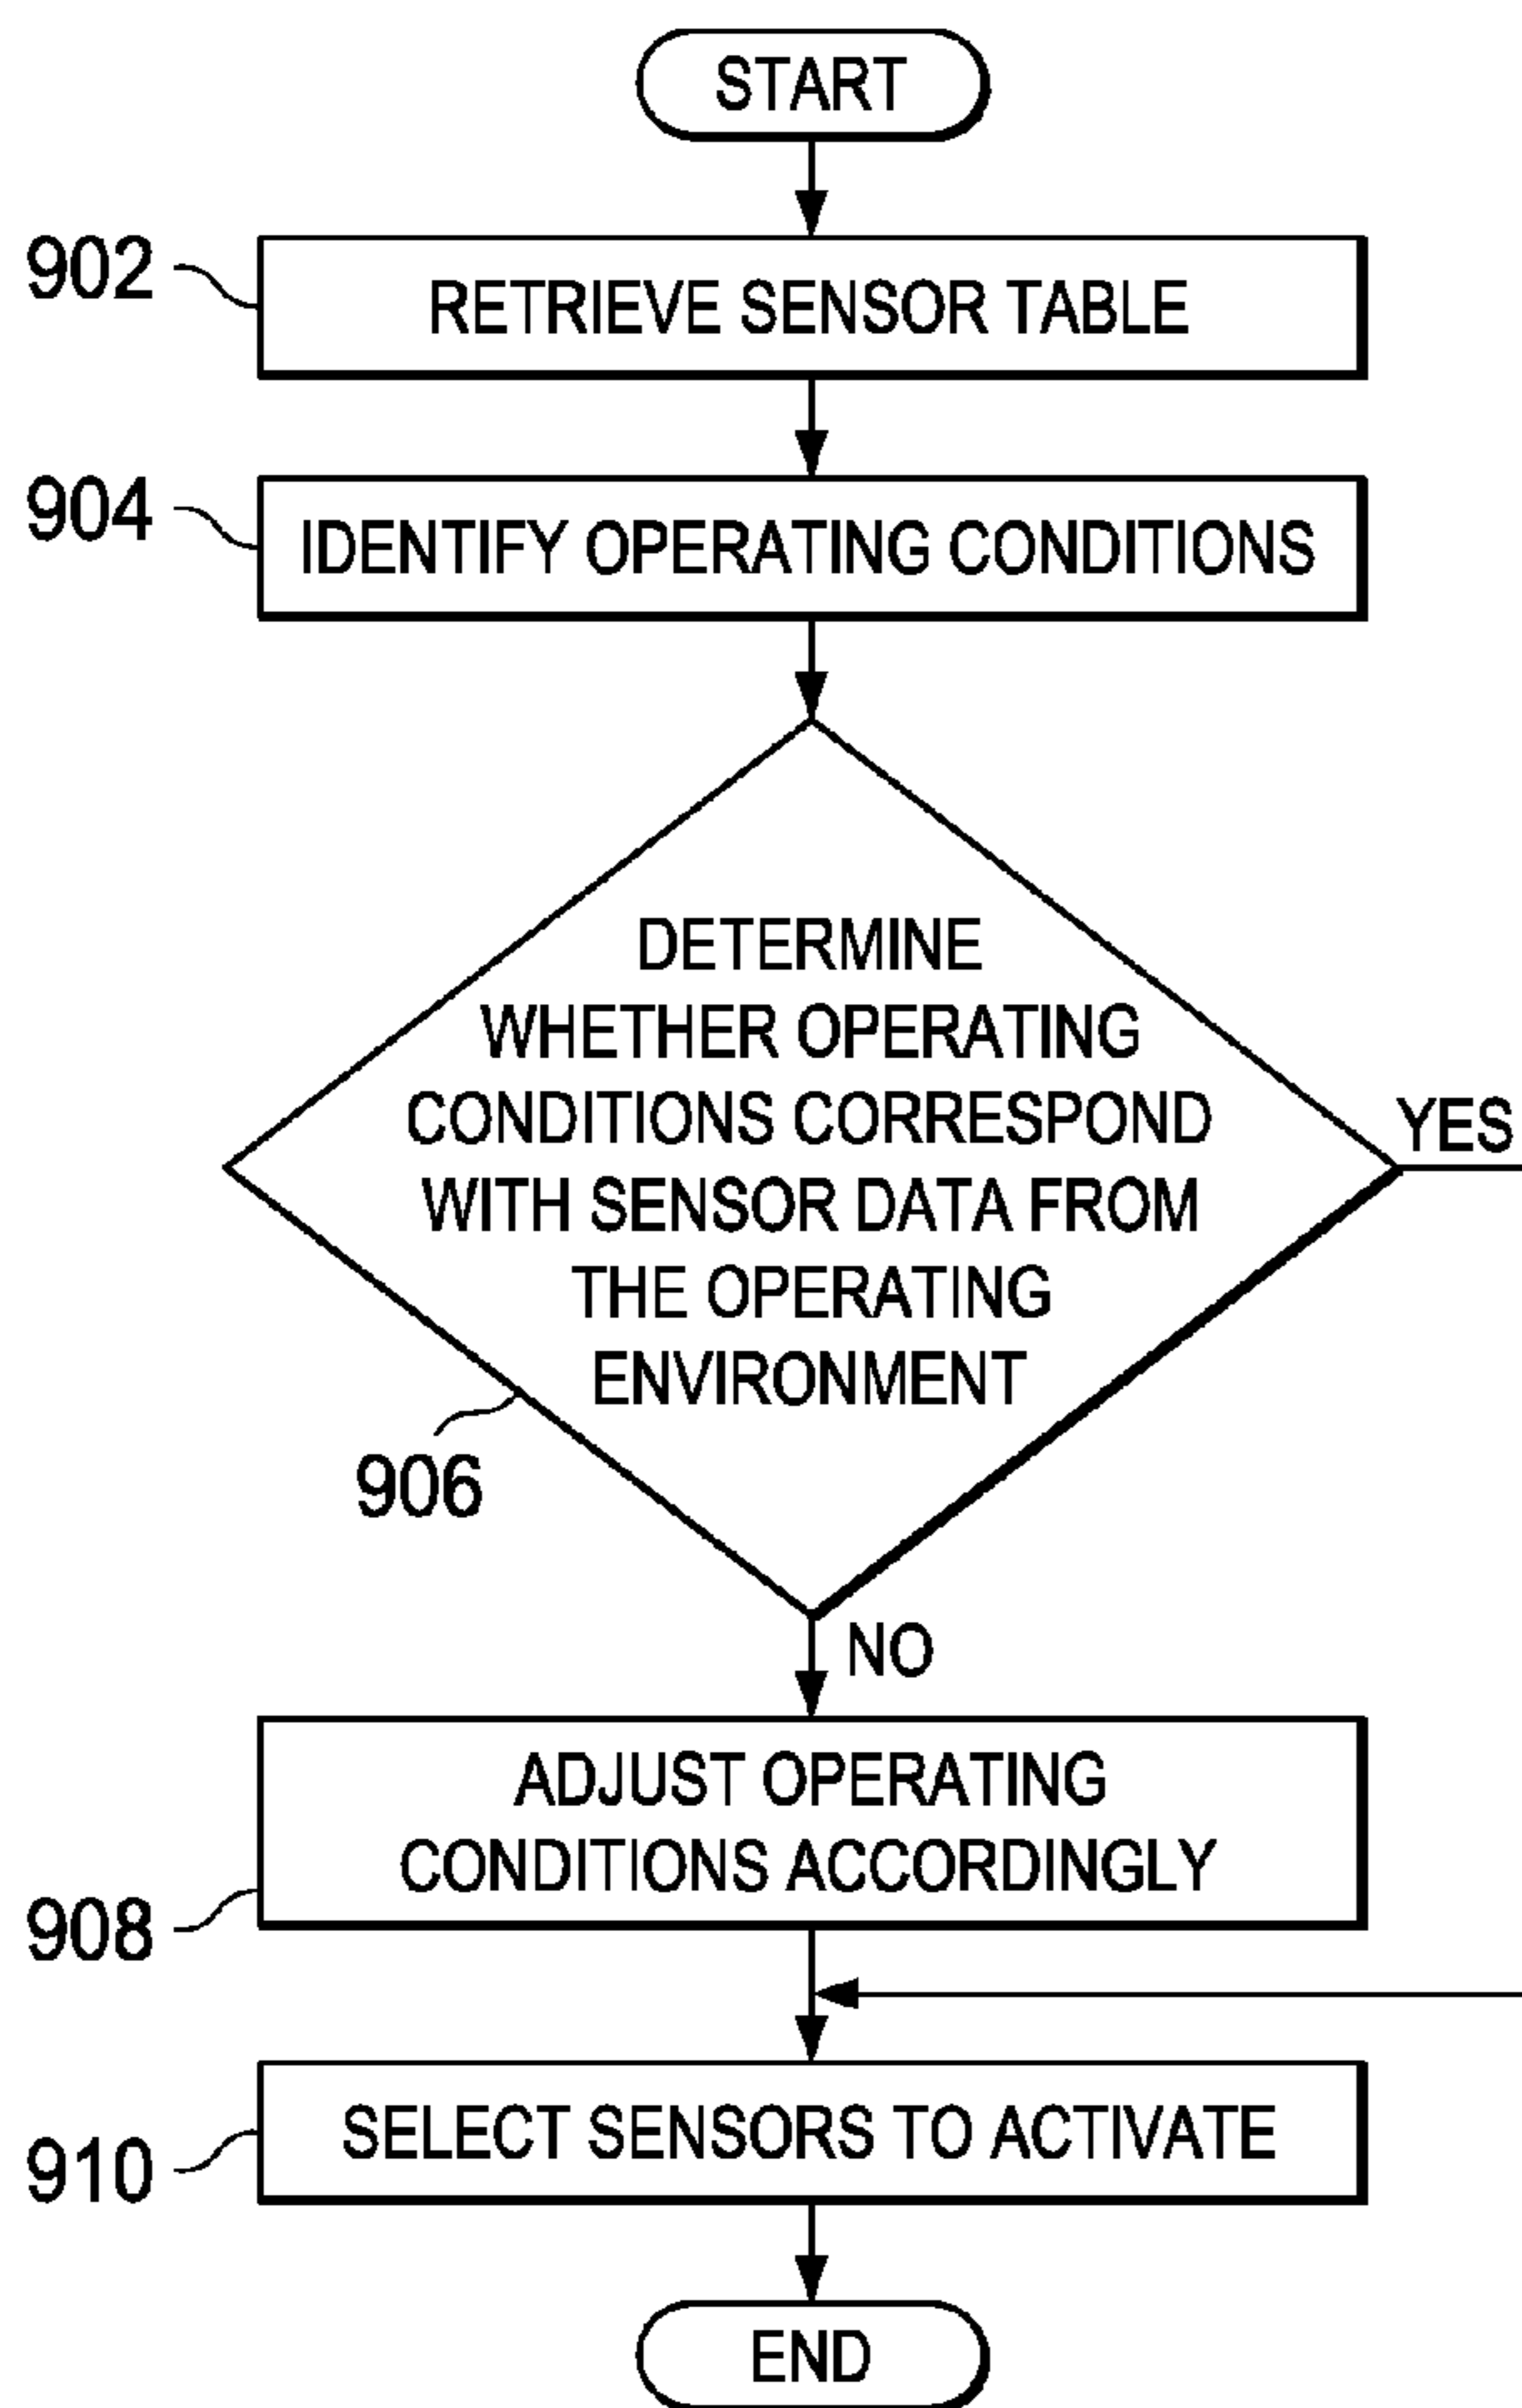 START
902
RETRIEVE SENSOR TABLE
904
IDENTIFY OPERATING CONDITIONS
DETERMINE
WHETHER OPERATING
CONDITIONS CORRESPOND
WITH SENSOR DATA FROM
THE OPERATING
ENVIRONMENT
YES
906
NO
ADJUST OPERATING
CONDITIONS ACCORDINGLY
908
SELECT SENSORS TO ACTIVATE
910
END